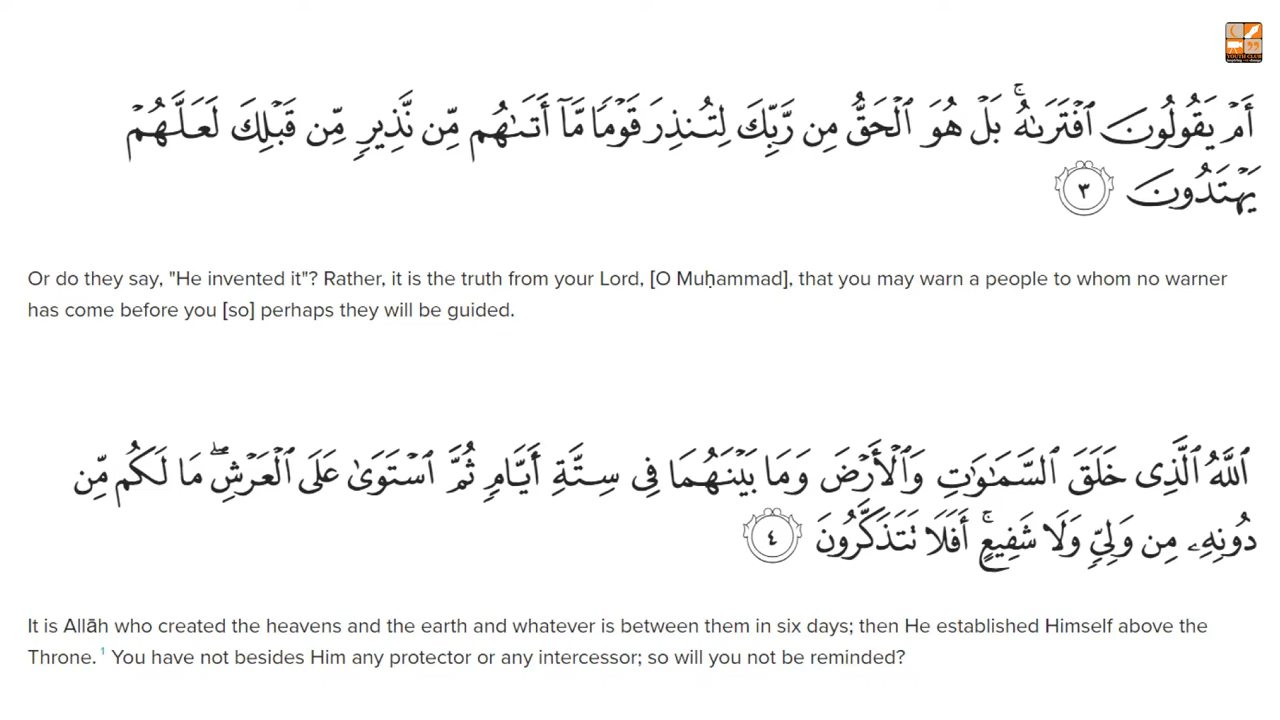 YOUTH CLUB
أَمۡ يَقُولُونَ ٱفۡتَرَىٰهُۚ بَلۡ هُوَ ٱلۡحَقُّ مِن رَّبِّكَ لِتُنذِرَ قَوۡمٗا مَّآ أَتَىٰهُم مِّن نَّذِيرٖ مِّن قَبۡلِكَ لَعَلَّهُمۡ
يَهۡتَدُونَ ٣
Or do they say, "He invented it"? Rather, it is the truth from your Lord, [O Muḥammad], that you may warn a people to whom no warner
has come before you [so] perhaps they will be guided.
ٱللَّهُ ٱلَّذِي خَلَقَ ٱلسَّمَٰوَٰتِ وَٱلۡأَرۡضَ وَمَا بَيۡنَهُمَا فِي سِتَّةِ أَيَّامٖ ثُمَّ ٱسۡتَوَىٰ عَلَى ٱلۡعَرۡشِۖ مَا لَكُم مِّن
دُونِهِۦ مِن وَلِيّٖ وَلَا شَفِيعٍۚ أَفَلَا تَتَذَكَّرُونَ ٤
It is Allāh who created the heavens and the earth and whatever is between them in six days; then He established Himself above the
Throne.¹ You have not besides Him any protector or any intercessor; so will you not be reminded?